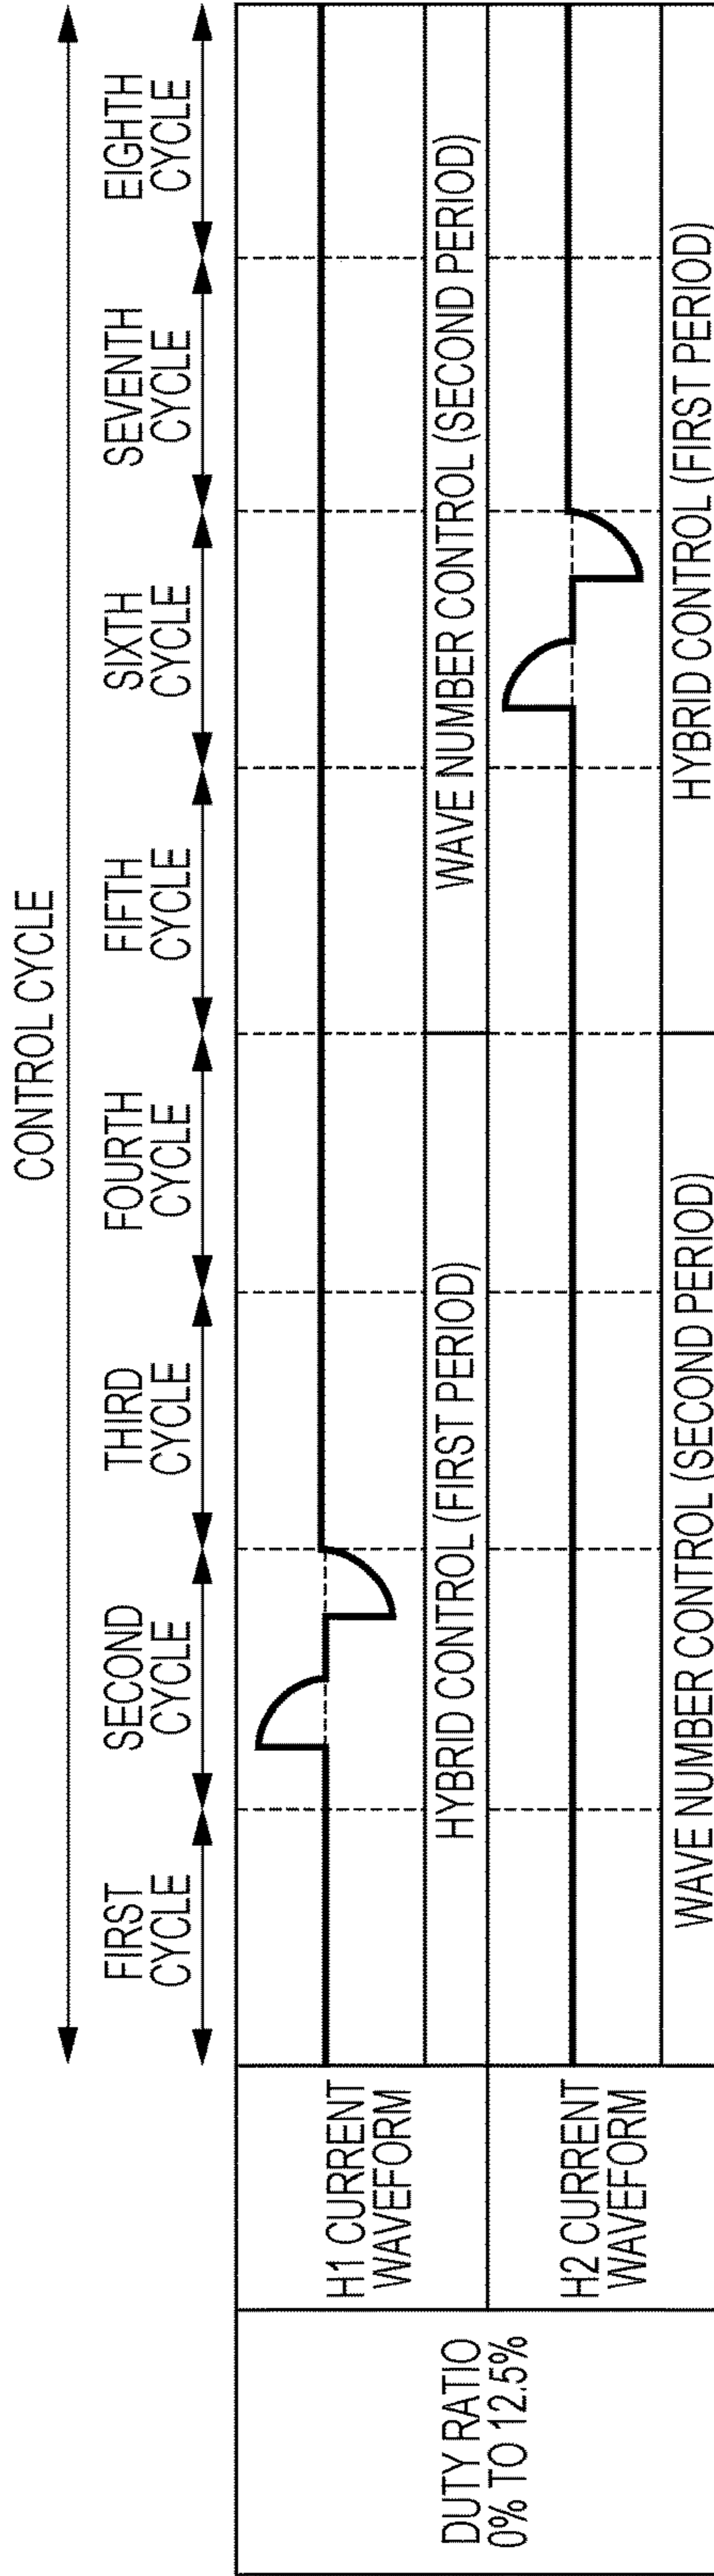 CONTROL CYCLE
FIRST
CYCLE
SECOND
CYCLE
THIRD
CYCLE
FOURTH
CYCLE
FIFTH
CYCLE
SIXTH
CYCLE
SEVENTH
CYCLE
EIGHTH
CYCLE
DUTY RATIO
0% TO 12.5%
H1 CURRENT
WAVEFORM
HYBRID CONTROL (FIRST PERIOD)
WAVE NUMBER CONTROL (SECOND PERIOD)
H2 CURRENT
WAVEFORM
WAVE NUMBER CONTROL (SECOND PERIOD)
HYBRID CONTROL (FIRST PERIOD)